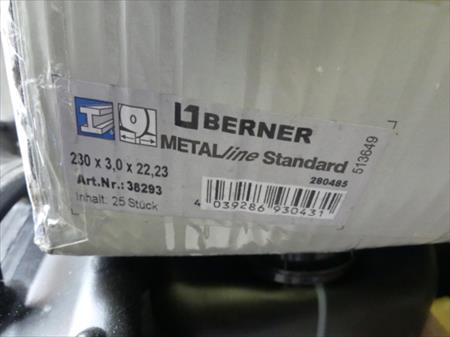 BERNER
METALline Standard
230 x 3,0 x 22,23
Art.Nr.: 38293
Inhalt: 25 Stück
280485
4 039286 930431
513649